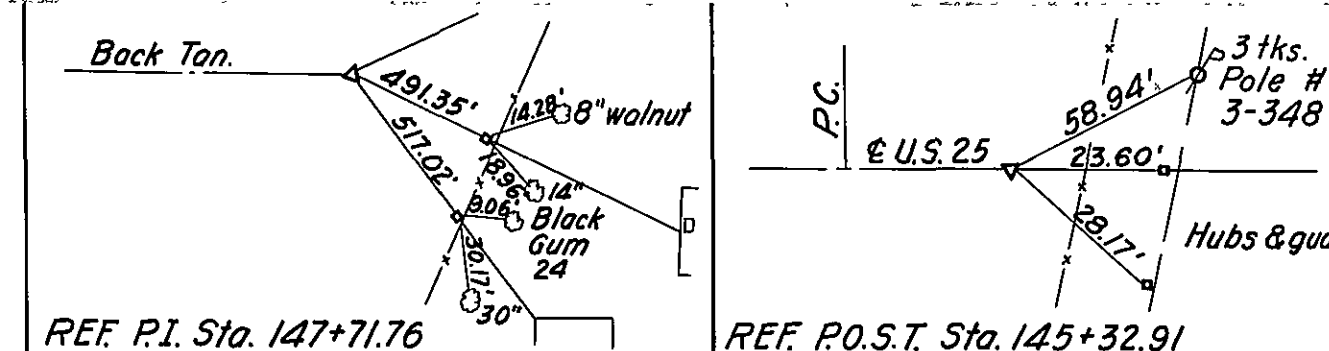 Back Tan.
491.35'
14.28'
8" walnut
517.02'
18.96'
14"
9.06'
Black
Gum
24
30.17'
30"
D
REF. P.I. Sta. 147+71.76
P.C.
58.94'
3 tks.
Pole #
3-348
℄ U.S. 25
23.60'
28.17'
Hubs & gua
REF. P.O.S.T. Sta. 145+32.91